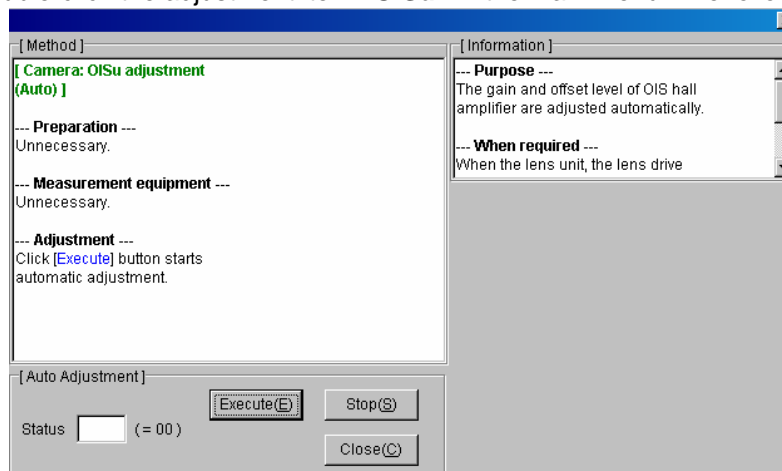 [ Method ]
[ Camera: OISu adjustment
(Auto) ]
--- Preparation ---
Unnecessary.
--- Measurement equipment ---
Unnecessary.
--- Adjustment ---
Click [Execute] button starts
automatic adjustment.
[ Information ]
--- Purpose ---
The gain and offset level of OIS hall
amplifier are adjusted automatically.
--- When required ---
When the lens unit, the lens drive
[ Auto Adjustment ]
Execute(E) Stop(S)
Status (= 00 )
Close(C)